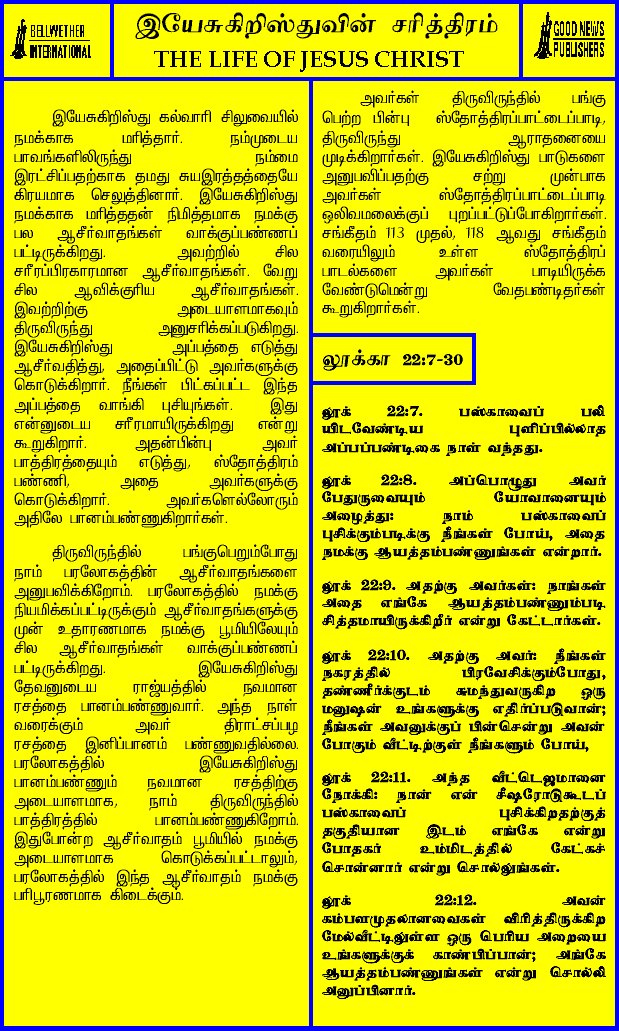 BELLWETHER
INTERNATIONAL
இயேசுகிறிஸ்துவின் சரித்திரம்
THE LIFE OF JESUS CHRIST
GOOD NEWS
PUBLISHERS
இயேசுகிறிஸ்து கல்வாரி சிலுவையில்
நமக்காக மரித்தார். நம்முடைய
பாவங்களிலிருந்து நம்மை
இரட்சிப்பதற்காக தமது சுயஇரத்தத்தையே
கிரயமாக செலுத்தினார். இயேசுகிறிஸ்து
நமக்காக மரித்ததன் நிமித்தமாக நமக்கு
பல ஆசீர்வாதங்கள் வாக்குப்பண்ணப்
பட்டிருக்கிறது. அவற்றில் சில
சரீரப்பிரகாரமான ஆசீர்வாதங்கள். வேறு
சில ஆவிக்குரிய ஆசீர்வாதங்கள்.
இவற்றிற்கு அடையாளமாகவும்
திருவிருந்து அனுசரிக்கப்படுகிறது.
இயேசுகிறிஸ்து அப்பத்தை எடுத்து
ஆசீர்வதித்து, அதைப்பிட்டு அவர்களுக்கு
கொடுக்கிறார். நீங்கள் பிட்கப்பட்ட இந்த
அப்பத்தை வாங்கி புசியுங்கள். இது
என்னுடைய சரீரமாயிருக்கிறது என்று
கூறுகிறார். அதன்பின்பு அவர்
பாத்திரத்தையும் எடுத்து, ஸ்தோத்திரம்
பண்ணி, அதை அவர்களுக்கு
கொடுக்கிறார். அவர்களெல்லோரும்
அதிலே பானம்பண்ணுகிறார்கள்.
திருவிருந்தில் பங்குபெறும்போது
நாம் பரலோகத்தின் ஆசீர்வாதங்களை
அனுபவிக்கிறோம். பரலோகத்தில் நமக்கு
நியமிக்கப்பட்டிருக்கும் ஆசீர்வாதங்களுக்கு
முன் உதாரணமாக நமக்கு பூமியிலேயும்
சில ஆசீர்வாதங்கள் வாக்குப்பண்ணப்
பட்டிருக்கிறது. இயேசுகிறிஸ்து
தேவனுடைய ராஜ்யத்தில் நவமான
ரசத்தை பானம்பண்ணுவார். அந்த நாள்
வரைக்கும் அவர் திராட்சப்பழ
ரசத்தை இனிப்பானம் பண்ணுவதில்லை.
பரலோகத்தில் இயேசுகிறிஸ்து
பானம்பண்ணும் நவமான ரசத்திற்கு
அடையாளமாக, நாம் திருவிருந்தில்
பாத்திரத்தில் பானம்பண்ணுகிறோம்.
இதுபோன்ற ஆசீர்வாதம் பூமியில் நமக்கு
அடையாளமாக கொடுக்கப்பட்டாலும்,
பரலோகத்தில் இந்த ஆசீர்வாதம் நமக்கு
பரிபூரணமாக கிடைக்கும்.
அவர்கள் திருவிருந்தில் பங்கு
பெற்ற பின்பு ஸ்தோத்திரப்பாட்டைப்பாடி,
திருவிருந்து ஆராதனையை
முடிக்கிறார்கள். இயேசுகிறிஸ்து பாடுகளை
அனுபவிப்பதற்கு சற்று முன்பாக
அவர்கள் ஸ்தோத்திரப்பாட்டைப்பாடி
ஒலிவமலைக்குப் புறப்பட்டுப்போகிறார்கள்.
சங்கீதம் 113 முதல், 118 ஆவது சங்கீதம்
வரையிலும் உள்ள ஸ்தோத்திரப்
பாடல்களை அவர்கள் பாடியிருக்க
வேண்டுமென்று வேதபண்டிதர்கள்
கூறுகிறார்கள்.
லூக்கா 22:7-30
லூக் 22:7. பஸ்காவைப் பலி
யிடவேண்டிய புளிப்பில்லாத
அப்பப்பண்டிகை நாள் வந்தது.
லூக் 22:8. அப்பொழுது அவர்
பேதுருவையும் யோவானையும்
அழைத்து: நாம் பஸ்காவைப்
புசிக்கும்படிக்கு நீங்கள் போய், அதை
நமக்கு ஆயத்தம்பண்ணுங்கள் என்றார்.
லூக் 22:9. அதற்கு அவர்கள்: நாங்கள்
அதை எங்கே ஆயத்தம்பண்ணும்படி
சித்தமாயிருக்கிறீர் என்று கேட்டார்கள்.
லூக் 22:10. அதற்கு அவர்: நீங்கள்
நகரத்தில் பிரவேசிக்கும்போது,
தண்ணீர்க்குடம் சுமந்துவருகிற ஒரு
மனுஷன் உங்களுக்கு எதிர்ப்படுவான்;
நீங்கள் அவனுக்குப் பின்சென்று அவன்
போகும் வீட்டிற்குள் நீங்களும் போய்,
லூக் 22:11. அந்த வீட்டெஜமானை
நோக்கி: நான் என் சீஷரோடுகூடப்
பஸ்காவைப் புசிக்கிறதற்குத்
தகுதியான இடம் எங்கே என்று
போதகர் உம்மிடத்தில் கேட்கச்
சொன்னார் என்று சொல்லுங்கள்.
லூக் 22:12. அவன்
கம்பளமுதலானவைகள் விரித்திருக்கிற
மேல்வீட்டிலுள்ள ஒரு பெரிய அறையை
உங்களுக்குக் காண்பிப்பான்; அங்கே
ஆயத்தம்பண்ணுங்கள் என்று சொல்லி
அனுப்பினார்.